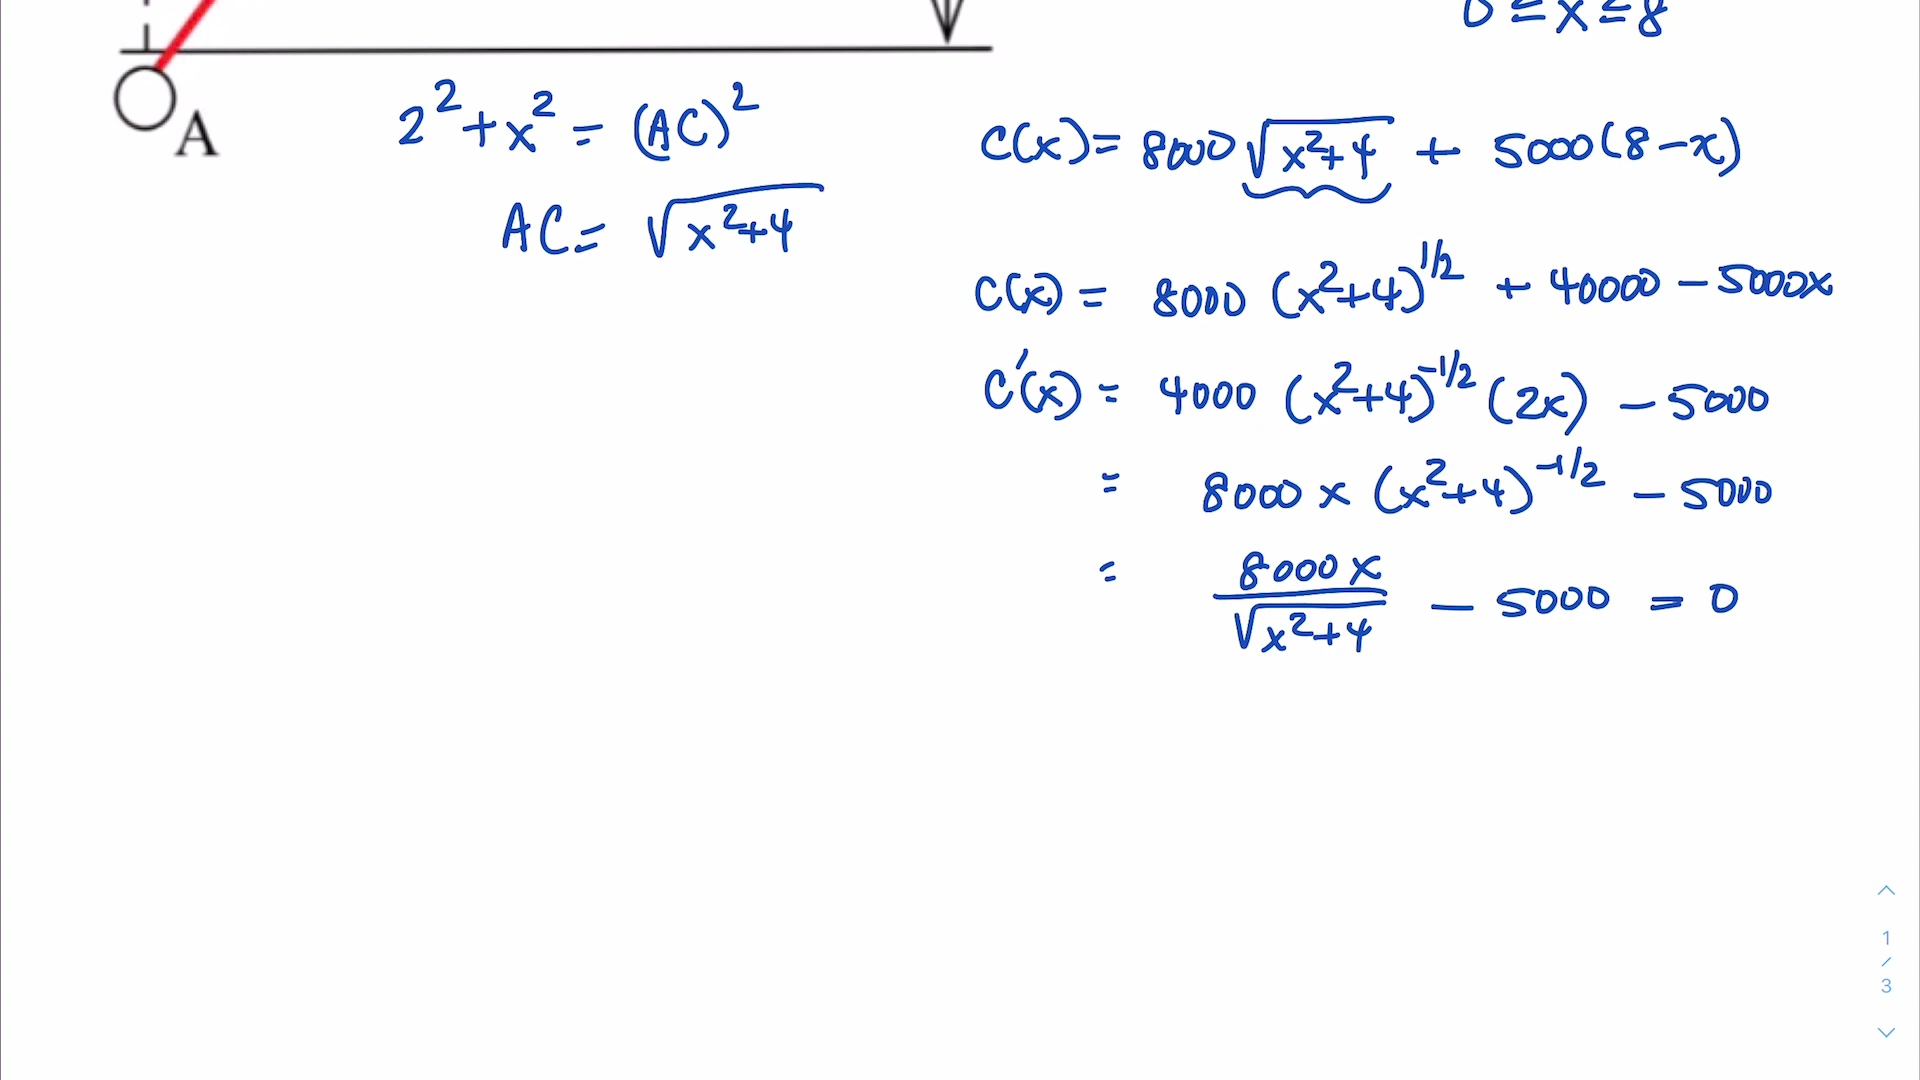 0 ≤ x ≤ 8
A
2² + x² = (AC)²
AC = √(x²+4)
C(x) = 8000 √(x²+4) + 5000(8-x)
C(x) = 8000 (x²+4)^1/2 + 40000 - 5000x
C'(x) = 4000 (x²+4)^-1/2 (2x) - 5000
= 8000 x (x²+4)^-1/2 - 5000
= 8000x / √(x²+4) - 5000 = 0
1
/
3